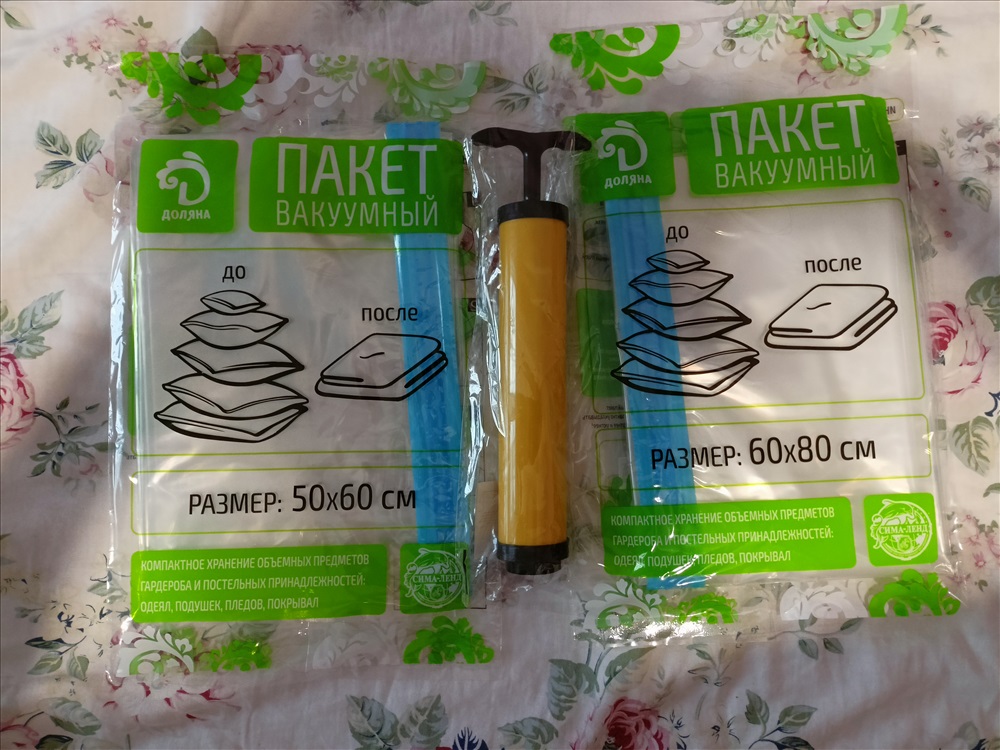 ДОЛЯНА
ПАКЕТ
ВАКУУМНЫЙ
до
после
РАЗМЕР: 50х60 см
КОМПАКТНОЕ ХРАНЕНИЕ ОБЪЕМНЫХ ПРЕДМЕТОВ
ГАРДЕРОБА И ПОСТЕЛЬНЫХ ПРИНАДЛЕЖНОСТЕЙ:
ОДЕЯЛ, ПОДУШЕК, ПЛЕДОВ, ПОКРЫВАЛ
СИМА-ЛЕНД
ДОЛЯНА
ПАКЕТ
ВАКУУМНЫЙ
до
после
РАЗМЕР: 60х80 см
КОМПАКТНОЕ ХРАНЕНИЕ ОБЪЕМНЫХ ПРЕДМЕТОВ
ГАРДЕРОБА И ПОСТЕЛЬНЫХ ПРИНАДЛЕЖНОСТЕЙ:
ОДЕЯЛ, ПОДУШЕК, ПЛЕДОВ, ПОКРЫВАЛ
СИМА-ЛЕНД